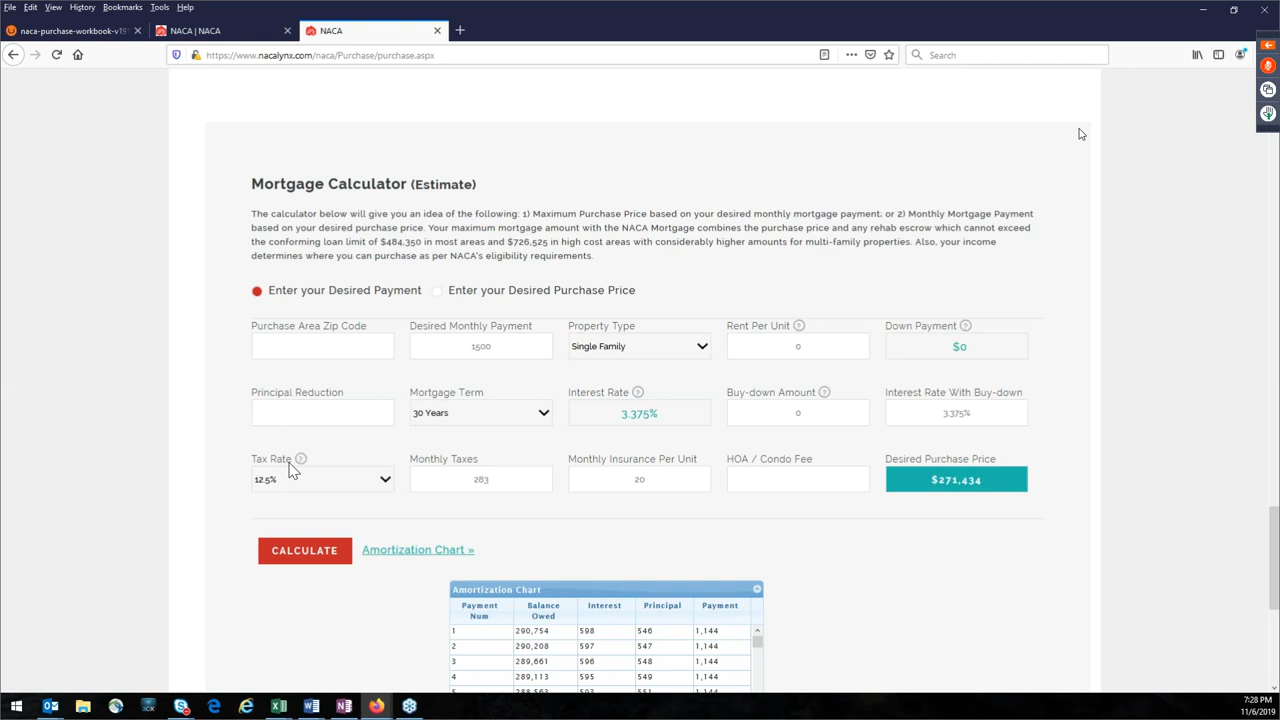 File Edit View History Bookmarks Tools Help
naca-purchase-workbook-v19 NACA | NACA NACA
https://www.nacalynx.com/naca/Purchase/purchase.aspx Search
Mortgage Calculator (Estimate)
The calculator below will give you an idea of the following: 1) Maximum Purchase Price based on your desired monthly mortgage payment; or 2) Monthly Mortgage Payment
based on your desired purchase price. Your maximum mortgage amount with the NACA Mortgage combines the purchase price and any rehab escrow which cannot exceed
the conforming loan limit of $484,350 in most areas and $726,525 in high cost areas with considerably higher amounts for multi-family properties. Also, your income
determines where you can purchase as per NACA's eligibility requirements.
Enter your Desired Payment Enter your Desired Purchase Price
Purchase Area Zip Code Desired Monthly Payment Property Type Rent Per Unit ? Down Payment ?
1500 Single Family 0 $0
Principal Reduction Mortgage Term Interest Rate ? Buy-down Amount ? Interest Rate With Buy-down
30 Years 3.375% 0 3.375%
Tax Rate ? Monthly Taxes Monthly Insurance Per Unit HOA / Condo Fee Desired Purchase Price
12.5% 283 20 $271,434
CALCULATE Amortization Chart »
Amortization Chart
Payment Num Balance Owed Interest Principal Payment
1 290,754 598 546 1,144
2 290,208 597 547 1,144
3 289,661 596 548 1,144
4 289,113 595 549 1,144
7:28 PM
11/6/2019